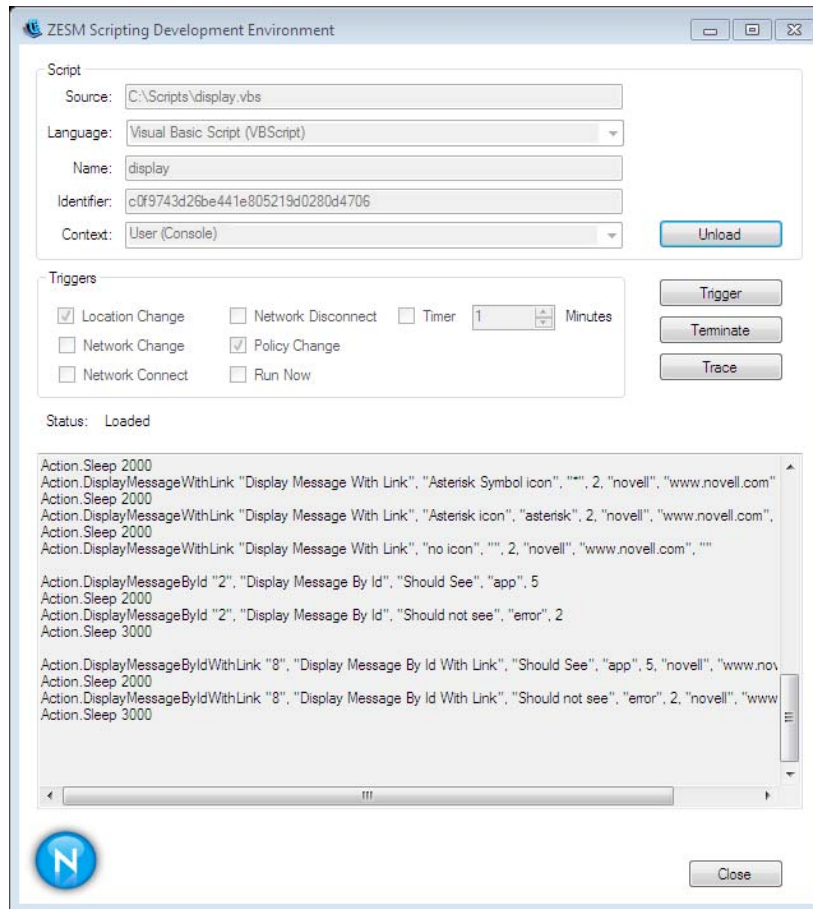 ZESM Scripting Development Environment
Script
Source: C:\Scripts\display.vbs
Language: Visual Basic Script (VBScript)
Name: display
Identifier: c0f9743d26be441e805219d0280d4706
Context: User (Console)
Unload
Triggers
Location Change Network Disconnect Timer 1 Minutes
Network Change Policy Change
Network Connect Run Now
Trigger
Terminate
Trace
Status: Loaded
Action.Sleep 2000
Action.DisplayMessageWithLink "Display Message With Link", "Asterisk Symbol icon", "*", 2, "novell", "www.novell.com"
Action.Sleep 2000
Action.DisplayMessageWithLink "Display Message With Link", "Asterisk icon", "asterisk", 2, "novell", "www.novell.com",
Action.Sleep 2000
Action.DisplayMessageWithLink "Display Message With Link", "no icon", "", 2, "novell", "www.novell.com", ""
Action.DisplayMessageById "2", "Display Message By Id", "Should See", "app", 5
Action.Sleep 2000
Action.DisplayMessageById "2", "Display Message By Id", "Should not see", "error", 2
Action.Sleep 3000
Action.DisplayMessageByIdWithLink "8", "Display Message By Id With Link", "Should See", "app", 5, "novell", "www.nov
Action.Sleep 2000
Action.DisplayMessageByIdWithLink "8", "Display Message By Id With Link", "Should not see", "error", 2, "novell", "www
Action.Sleep 3000
N
Close